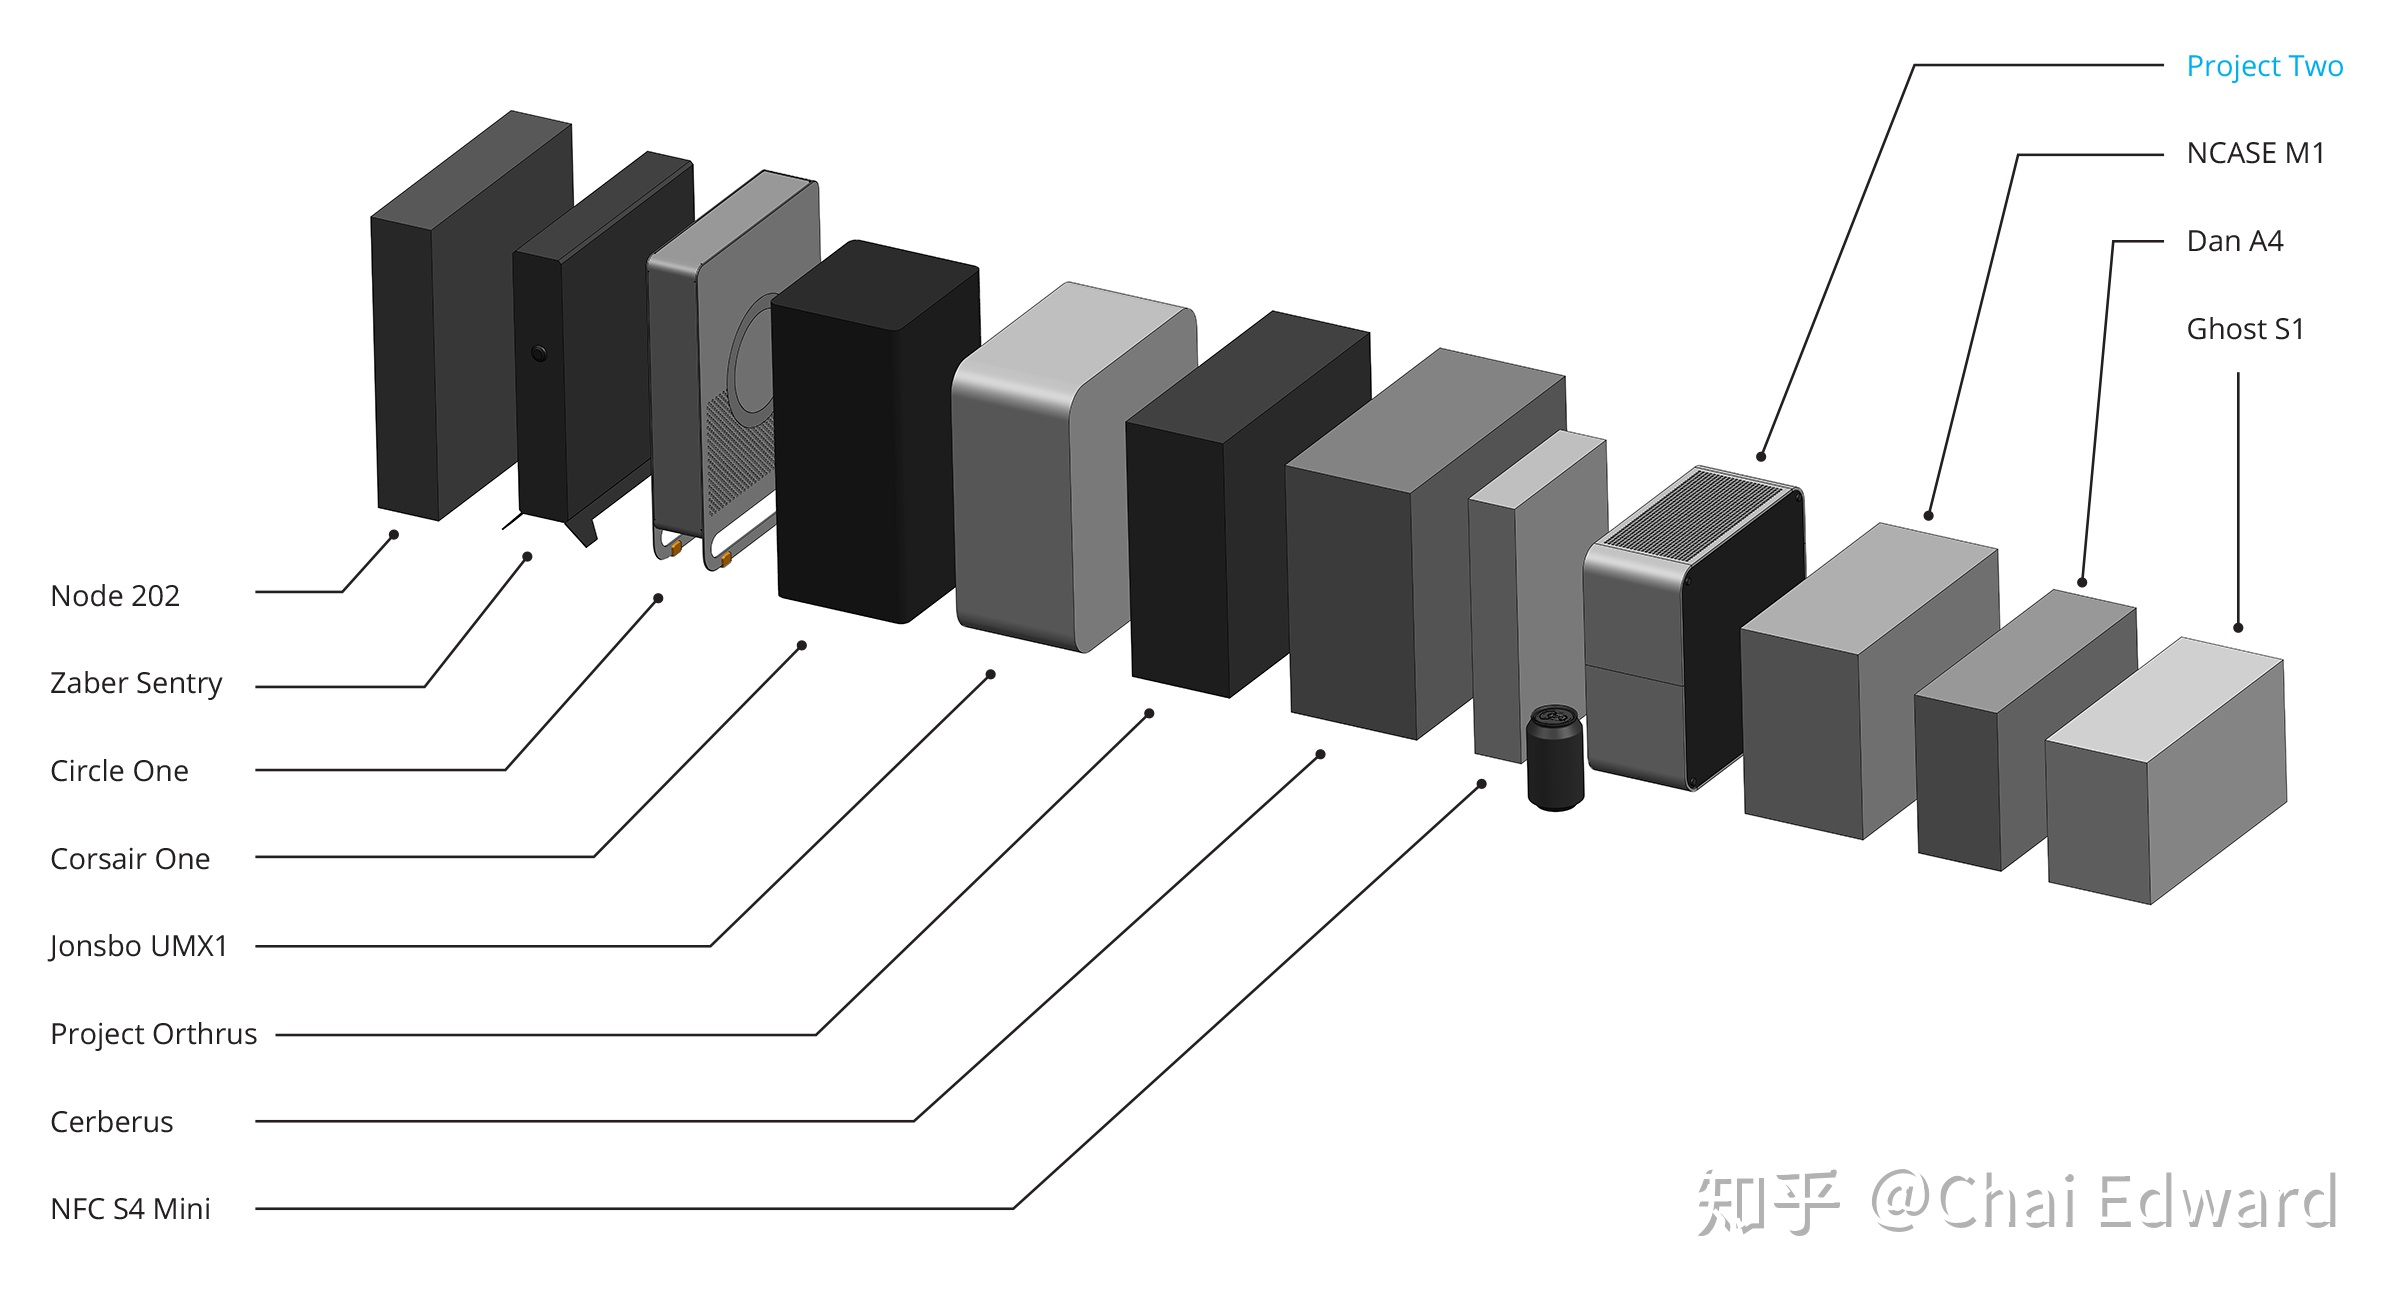 Project Two
NCASE M1
Dan A4
Ghost S1
Node 202
Zaber Sentry
Circle One
Corsair One
Jonsbo UMX1
Project Orthrus
Cerberus
NFC S4 Mini
知乎 @Chai Edward